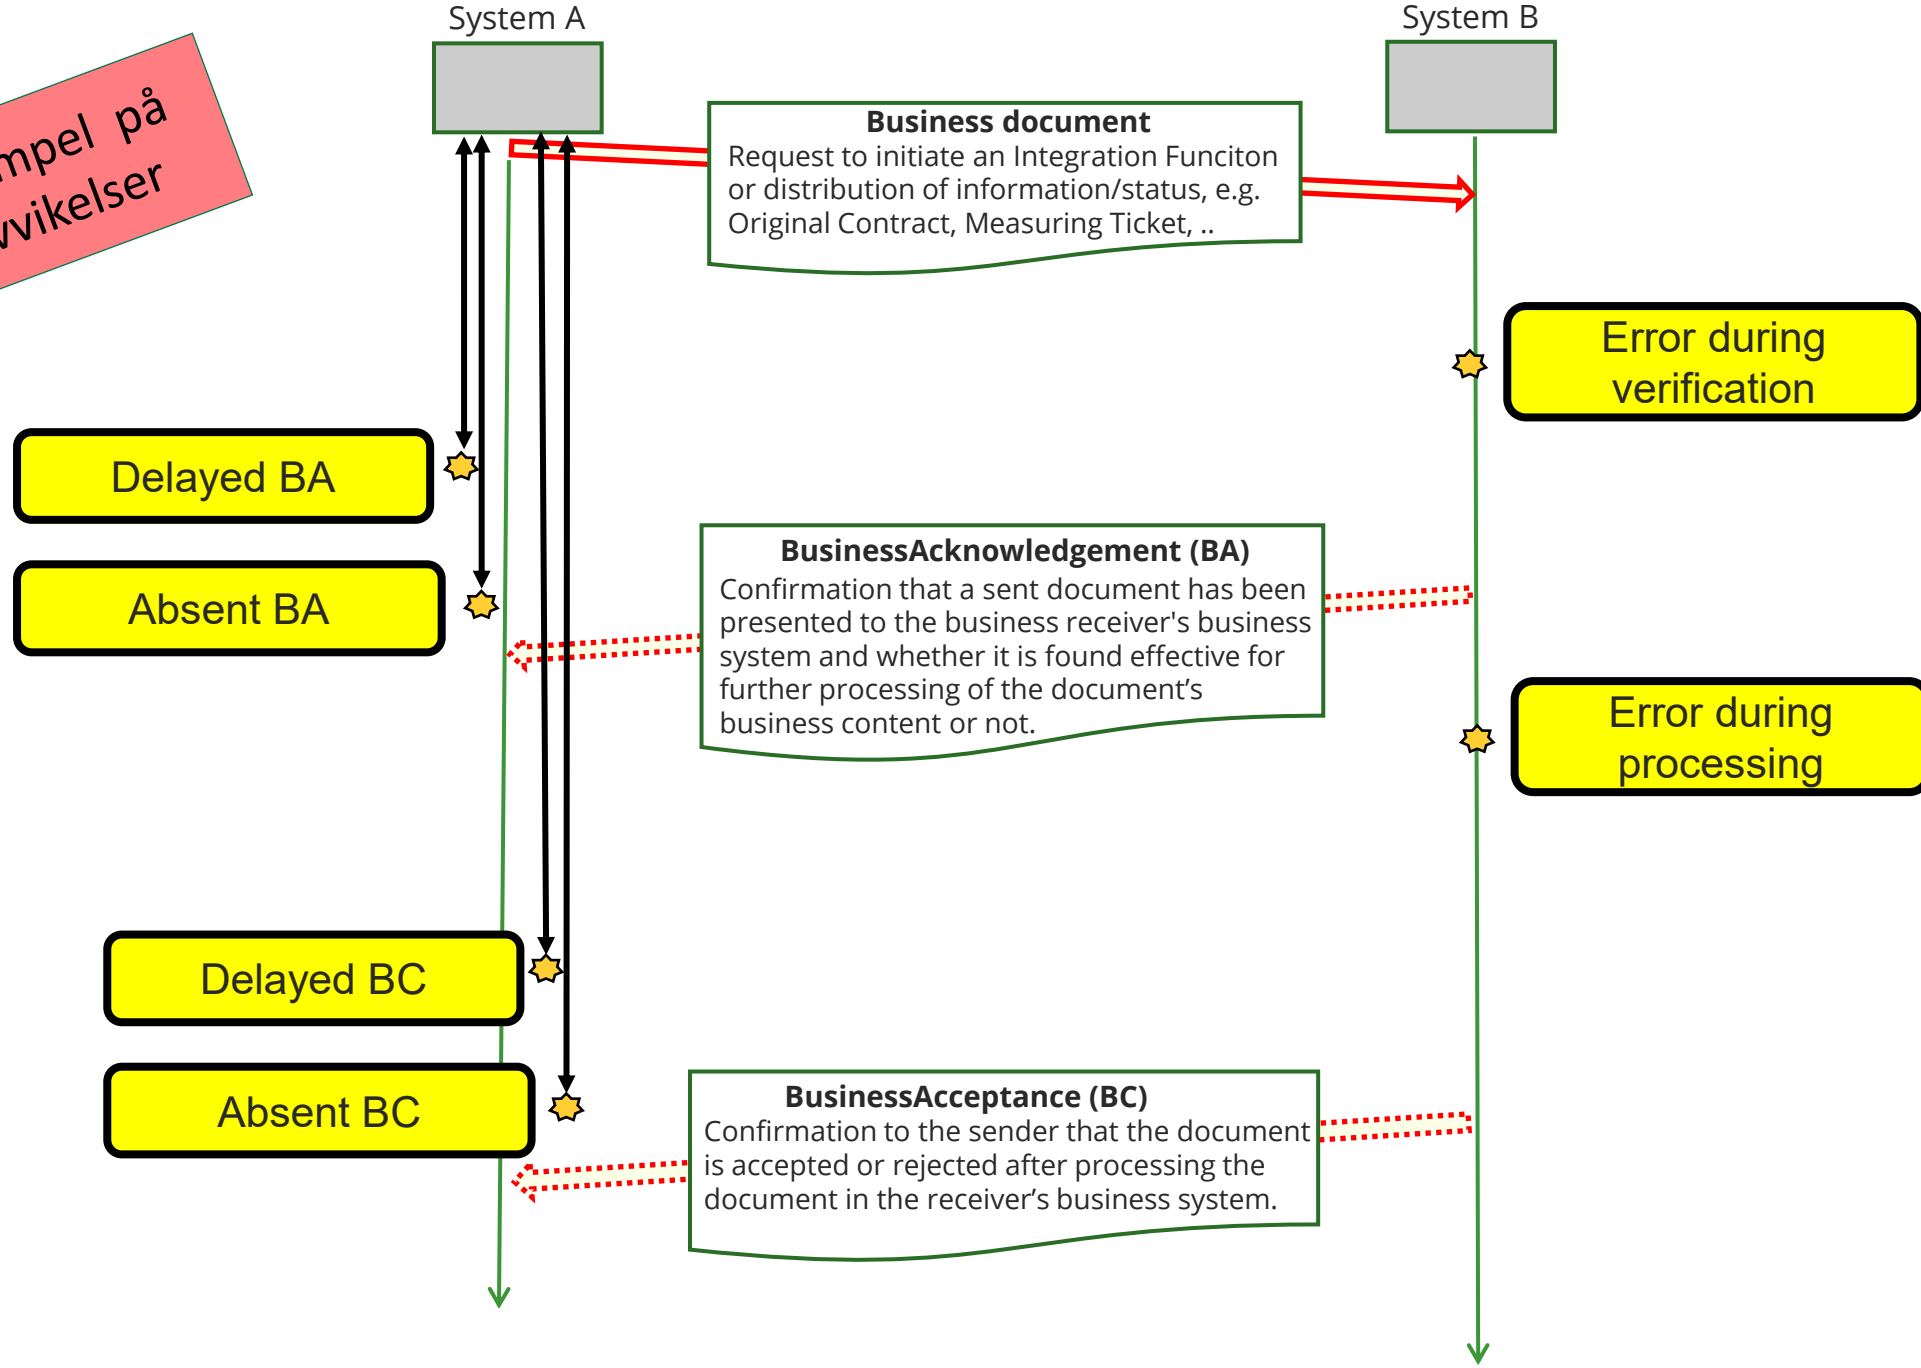 System A
System B
på
Business document
Request to initiate an Integration Funciton
or distribution of information/status, e.g.
Original Contract, Measuring Ticket, ..
Error during
verification
Delayed BA
Absent BA
BusinessAcknowledgement (BA)
Confirmation that a sent document has been
presented to the business receiver's business
system and whether it is found effective for
further processing of the document’s
business content or not.
Error during
processing
Delayed BC
Absent BC
BusinessAcceptance (BC)
Confirmation to the sender that the document
is accepted or rejected after processing the
document in the receiver’s business system.